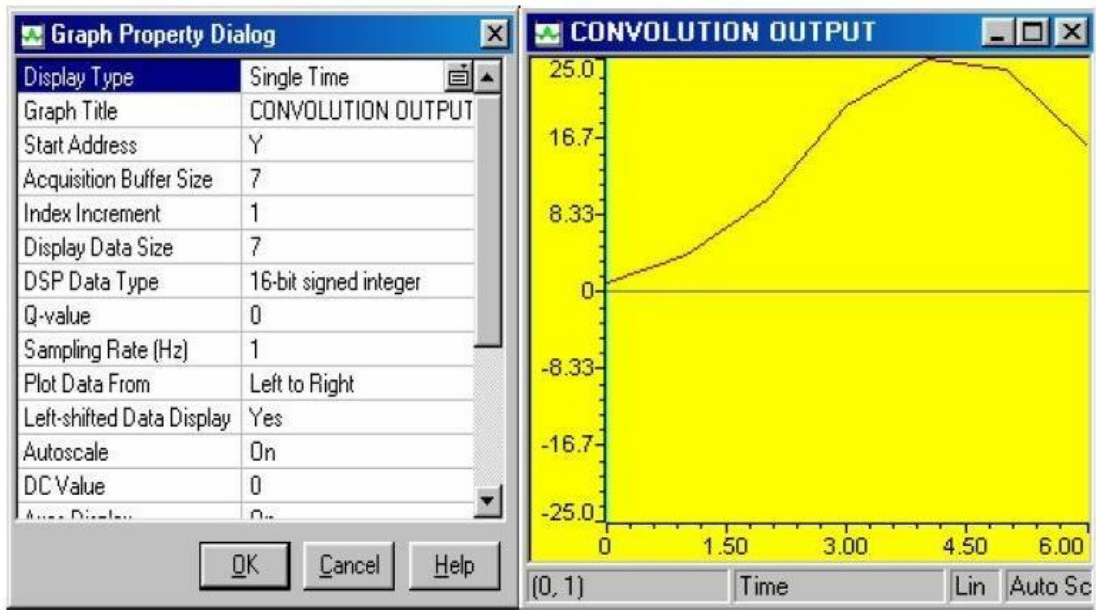 Graph Property Dialog
Display Type Single Time
Graph Title CONVOLUTION OUTPUT
Start Address Y
Acquisition Buffer Size 7
Index Increment 1
Display Data Size 7
DSP Data Type 16-bit signed integer
Q-value 0
Sampling Rate (Hz) 1
Plot Data From Left to Right
Left-shifted Data Display Yes
Autoscale On
DC Value 0
OK Cancel Help
CONVOLUTION OUTPUT
25.0
16.7
8.33
0
-8.33
-16.7
-25.0
0 1.50 3.00 4.50 6.00
(0, 1) Time Lin Auto Sc